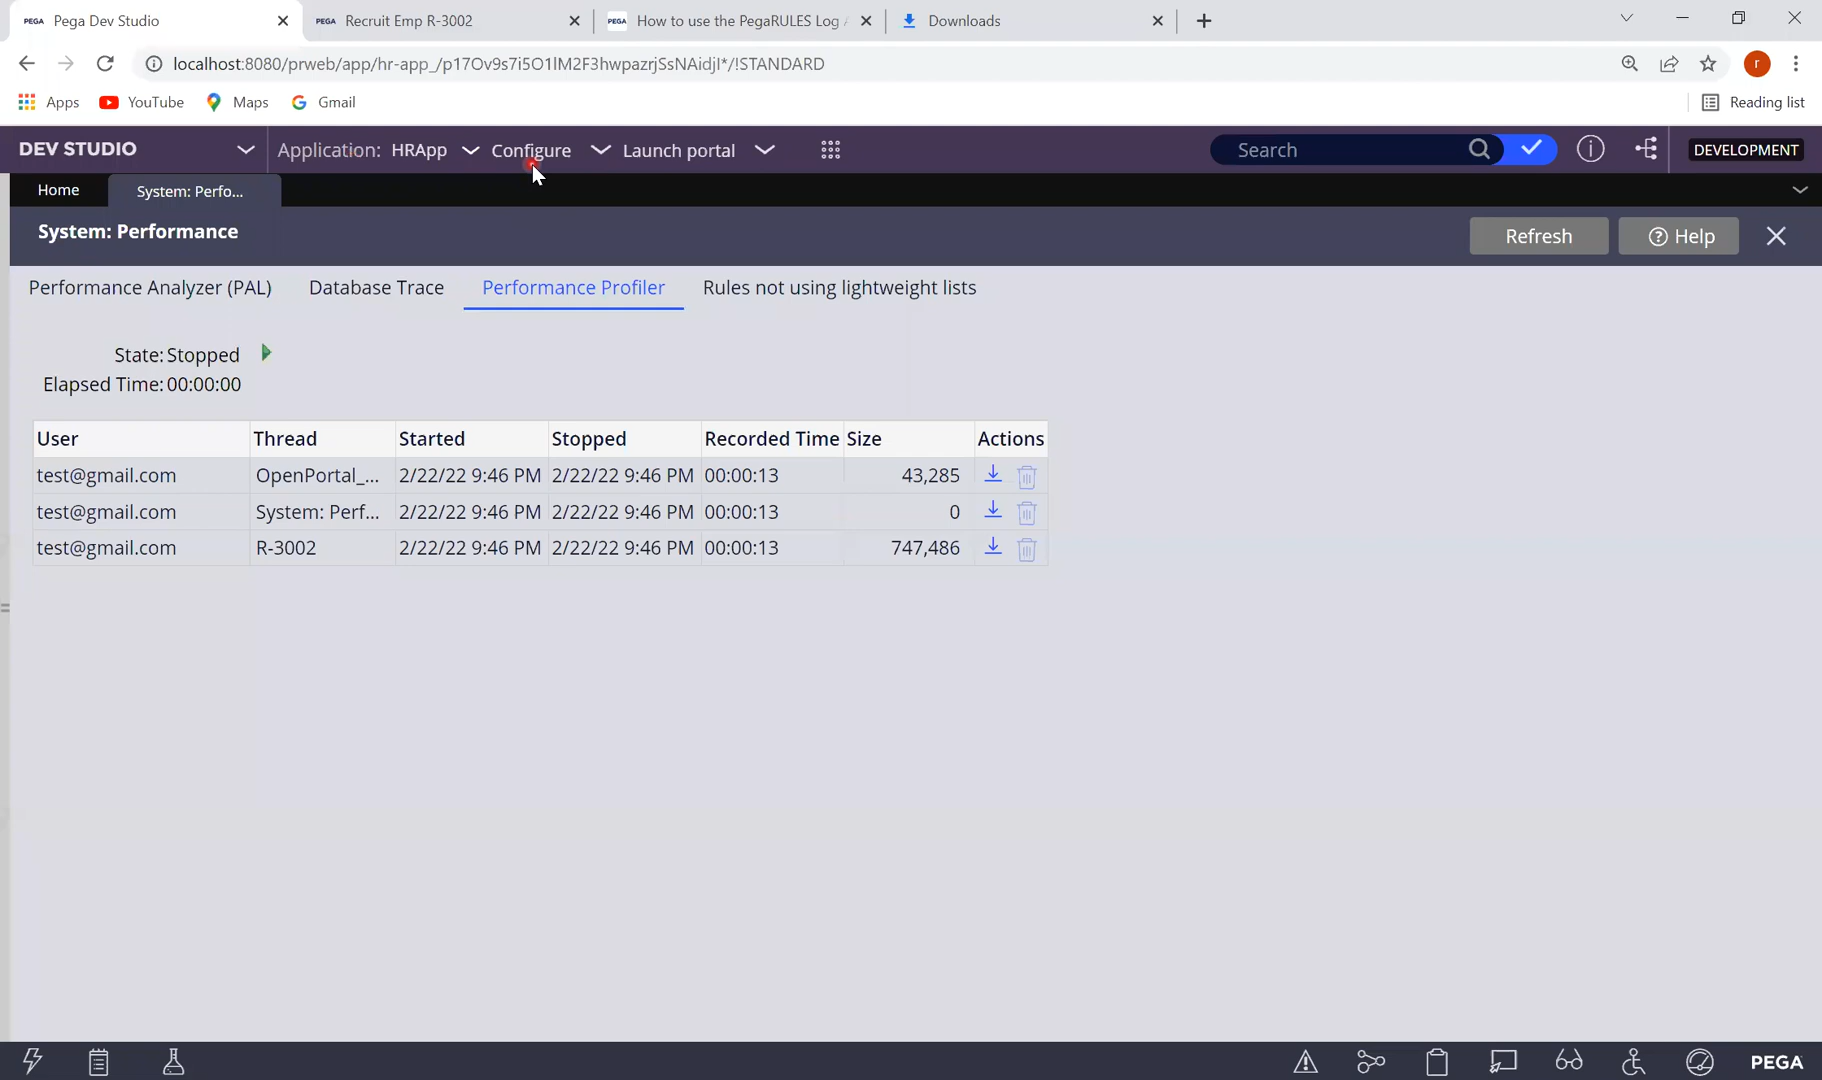 PEGA Pega Dev Studio PEGA Recruit Emp R-3002 PEGA How to use the PegaRULES Log Downloads
localhost:8080/prweb/app/hr-app_/p17Ov9s7i5O1lM2F3hwpazrjSsNAidjI*/!STANDARD r
Apps YouTube Maps Gmail Reading list
DEV STUDIO Application: HRApp Configure Launch portal Search DEVELOPMENT
Home System: Perfo...
System: Performance Refresh Help
Performance Analyzer (PAL) Database Trace Performance Profiler Rules not using lightweight lists
State: Stopped
Elapsed Time: 00:00:00
User Thread Started Stopped Recorded Time Size Actions
test@gmail.com OpenPortal_... 2/22/22 9:46 PM 2/22/22 9:46 PM 00:00:13 43,285
test@gmail.com System: Perf... 2/22/22 9:46 PM 2/22/22 9:46 PM 00:00:13 0
test@gmail.com R-3002 2/22/22 9:46 PM 2/22/22 9:46 PM 00:00:13 747,486
PEGA